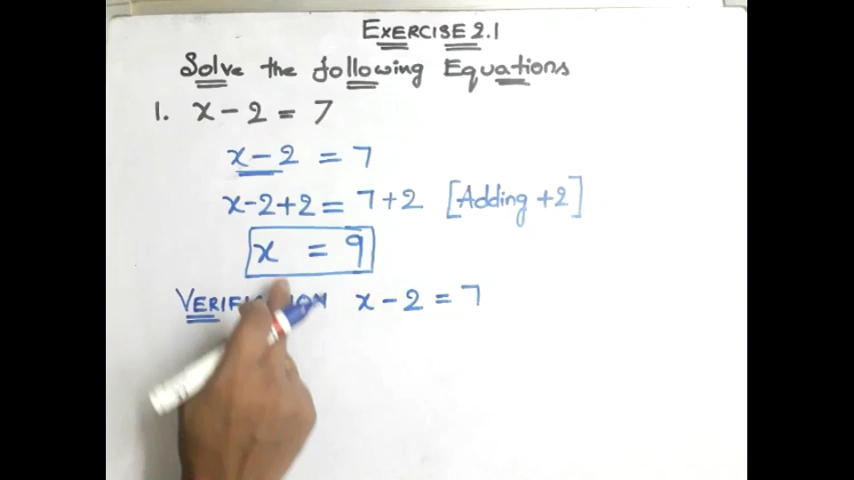 EXERCISE 2.1
Solve the following Equations
1. x - 2 = 7
x - 2 = 7
x - 2 + 2 = 7 + 2 [Adding +2]
x = 9
VERIFICATION x - 2 = 7